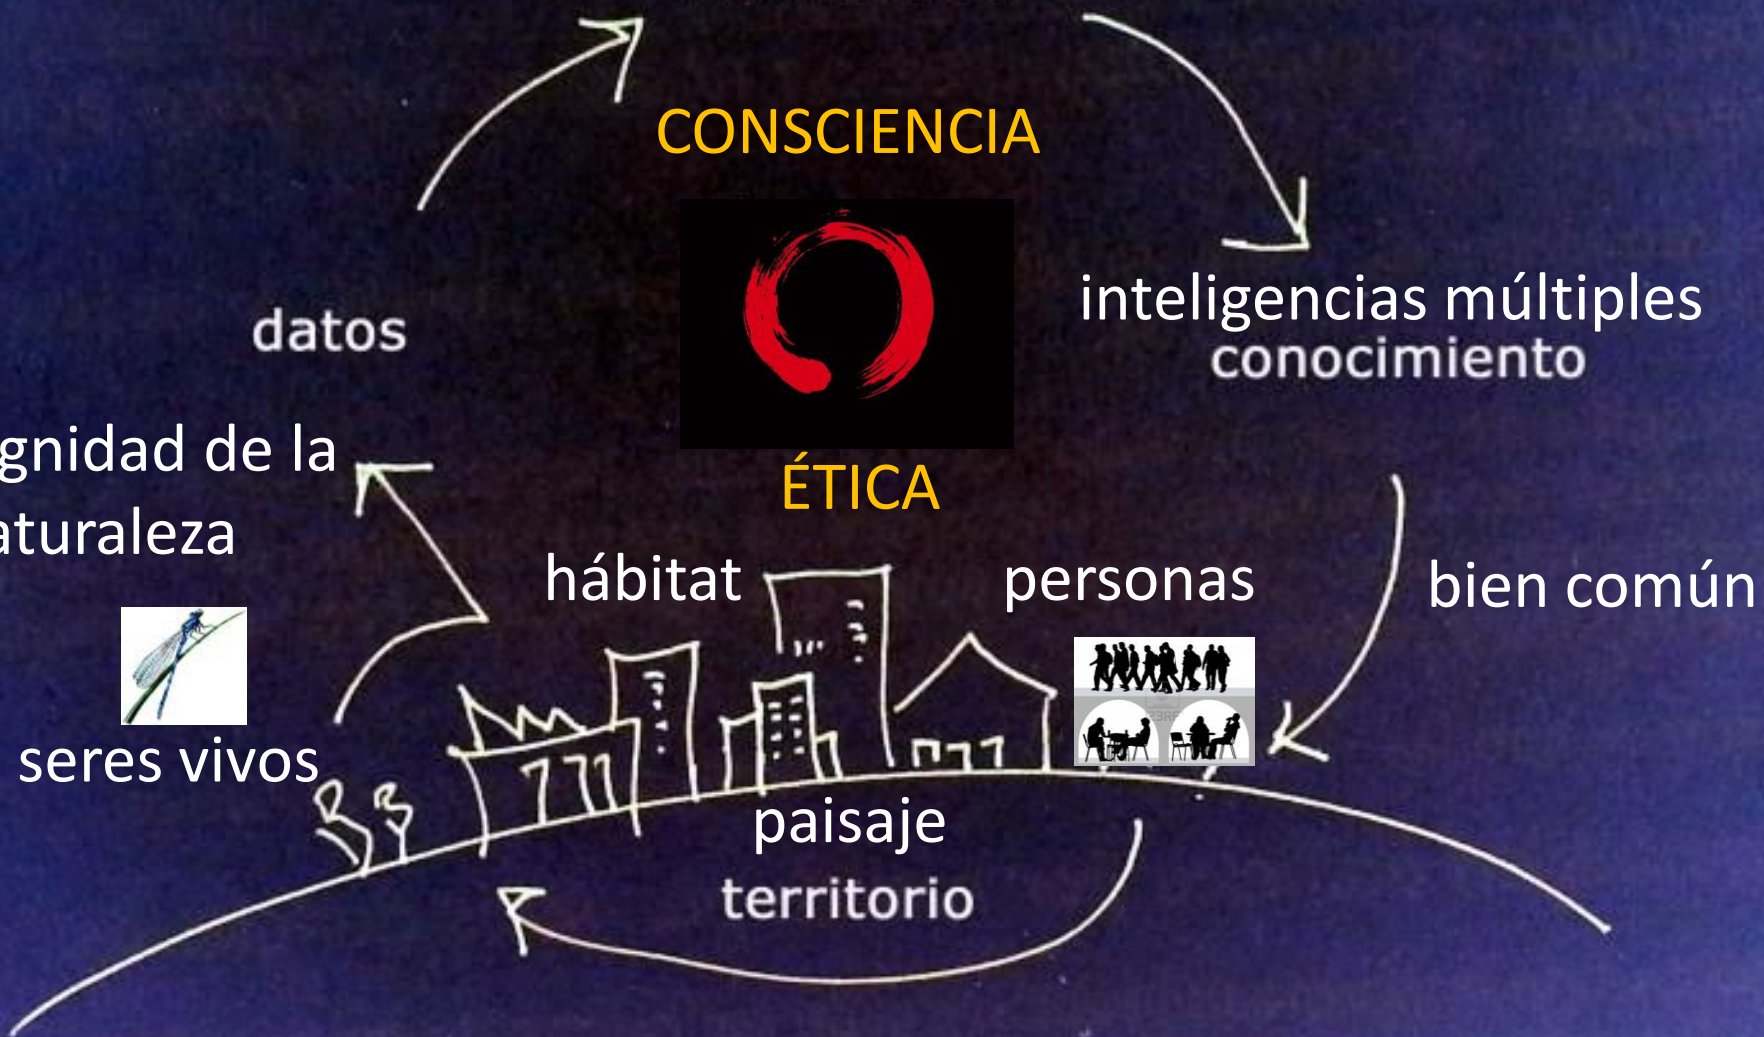 CONSCIENCIA
inteligencias múltiples
datos
conocimiento
gnidad de la
aturaleza
ÉTICA
hábitat
personas
bien común
seres vivos
paisaje
territorio